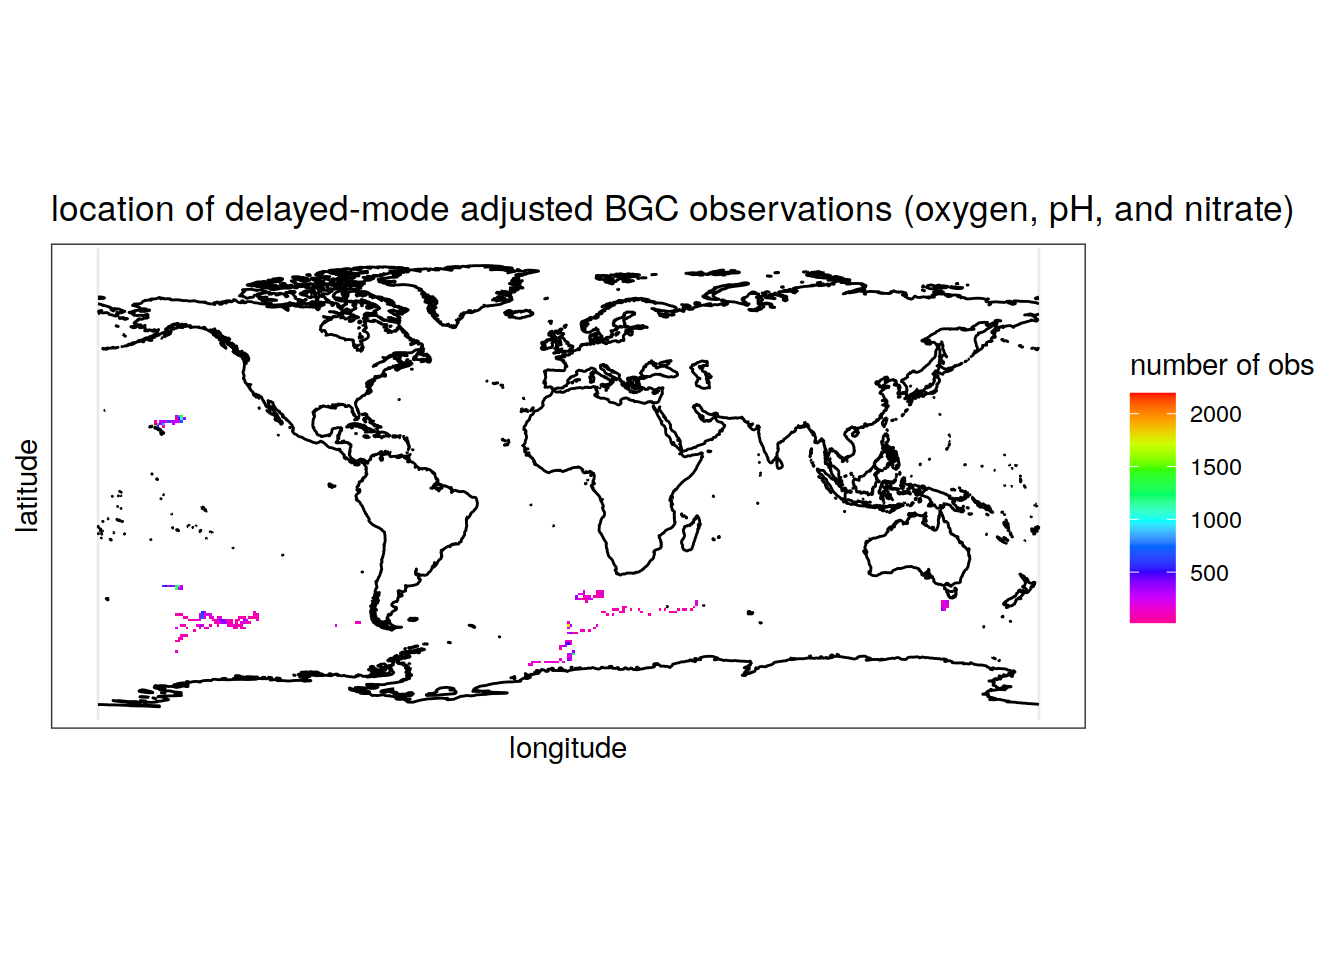 location of delayed-mode adjusted BGC observations (oxygen, pH, and nitrate)
number of obs
2000
1500
1000
500
latitude
longitude